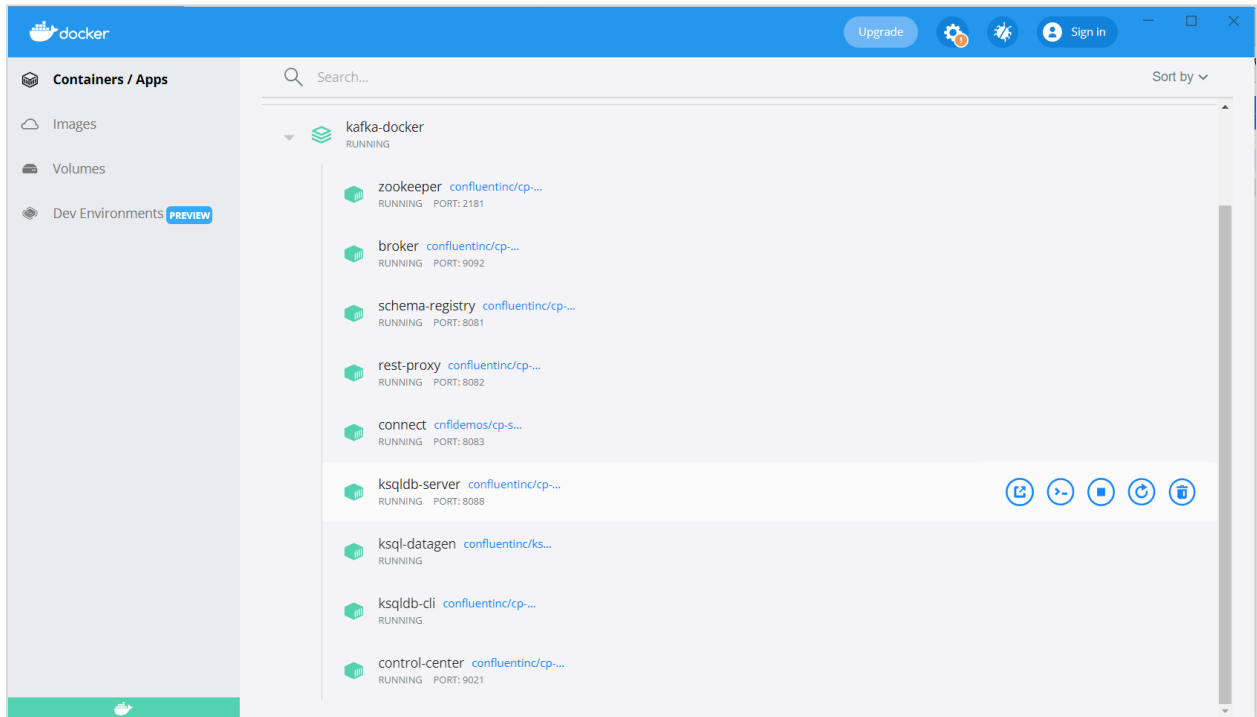 docker
Upgrade
Sign in
Containers / Apps
Images
Volumes
Dev Environments PREVIEW
Search...
Sort by
kafka-docker
RUNNING
zookeeper confluentinc/cp-...
RUNNING PORT: 2181
broker confluentinc/cp-...
RUNNING PORT: 9092
schema-registry confluentinc/cp-...
RUNNING PORT: 8081
rest-proxy confluentinc/cp-...
RUNNING PORT: 8082
connect cnfldemos/cp-s...
RUNNING PORT: 8083
ksqldb-server confluentinc/cp-...
RUNNING PORT: 8088
ksql-datagen confluentinc/ks...
RUNNING
ksqldb-cli confluentinc/cp-...
RUNNING
control-center confluentinc/cp-...
RUNNING PORT: 9021